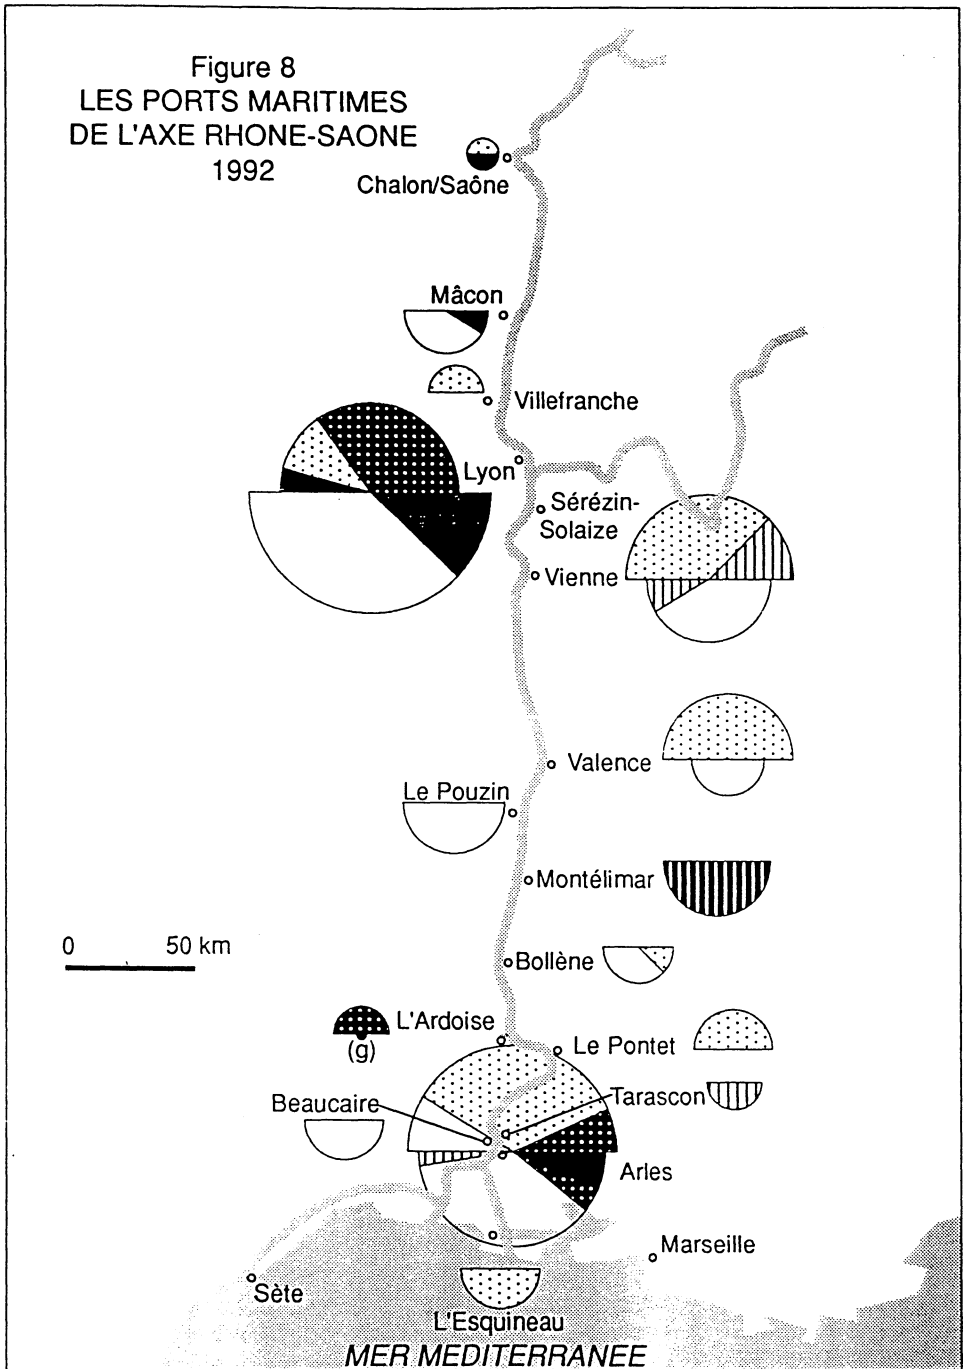 Figure 8
LES PORTS MARITIMES
DE L'AXE RHONE-SAONE
1992
Chalon/Saône
Mâcon
Villefranche
Lyon
Sérézin-
Solaize
Vienne
Valence
Le Pouzin
Montélimar
0 50 km
Bollène
L'Ardoise
(g)
Le Pontet
Tarascon
Beaucaire
Arles
Marseille
Sète
L'Esquineau
MER MEDITERRANEE